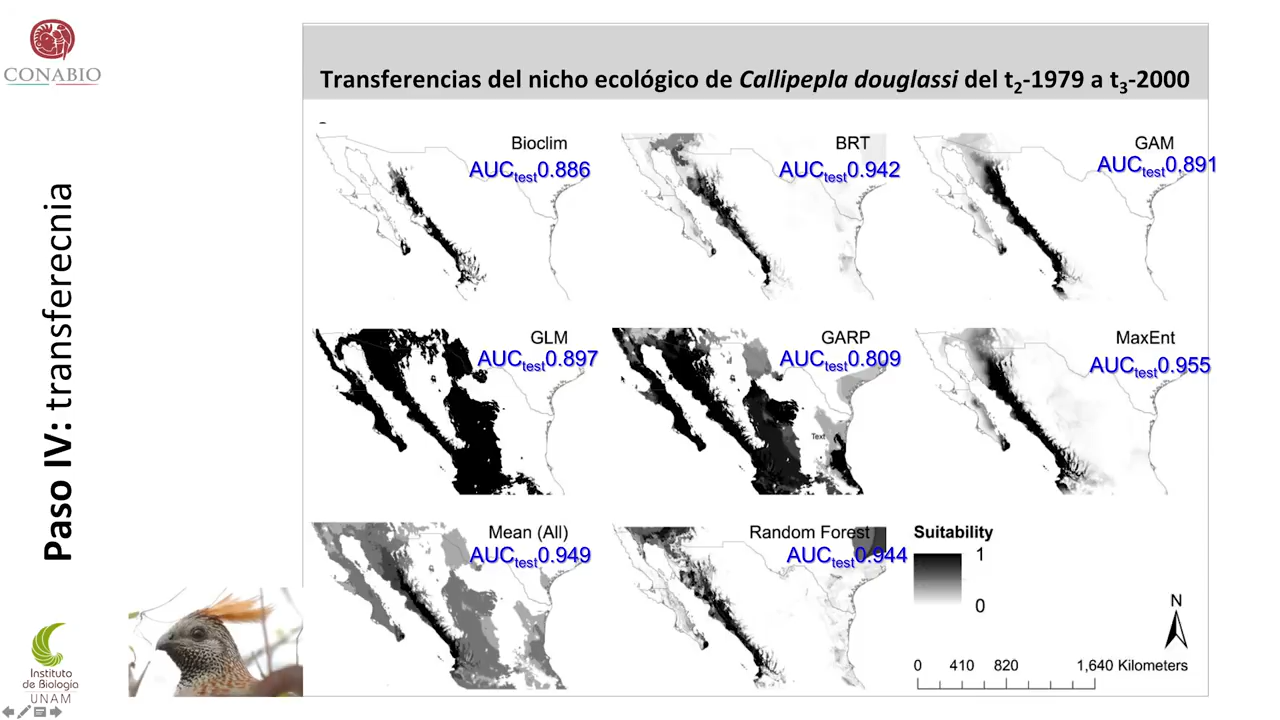 CONABIO
Paso IV: transferecnia
Instituto
de Biología
UNAM
Transferencias del nicho ecológico de Callipepla douglassi del t2-1979 a t3-2000
Bioclim
AUCtest0.886
BRT
AUCtest0.942
GAM
AUCtest0.891
GLM
AUCtest0.897
GARP
AUCtest0.809
Text
MaxEnt
AUCtest0.955
Mean (All)
AUCtest0.949
Random Forest
AUCtest0.944
Suitability
1
0
N
0 410 820 1,640 Kilometers